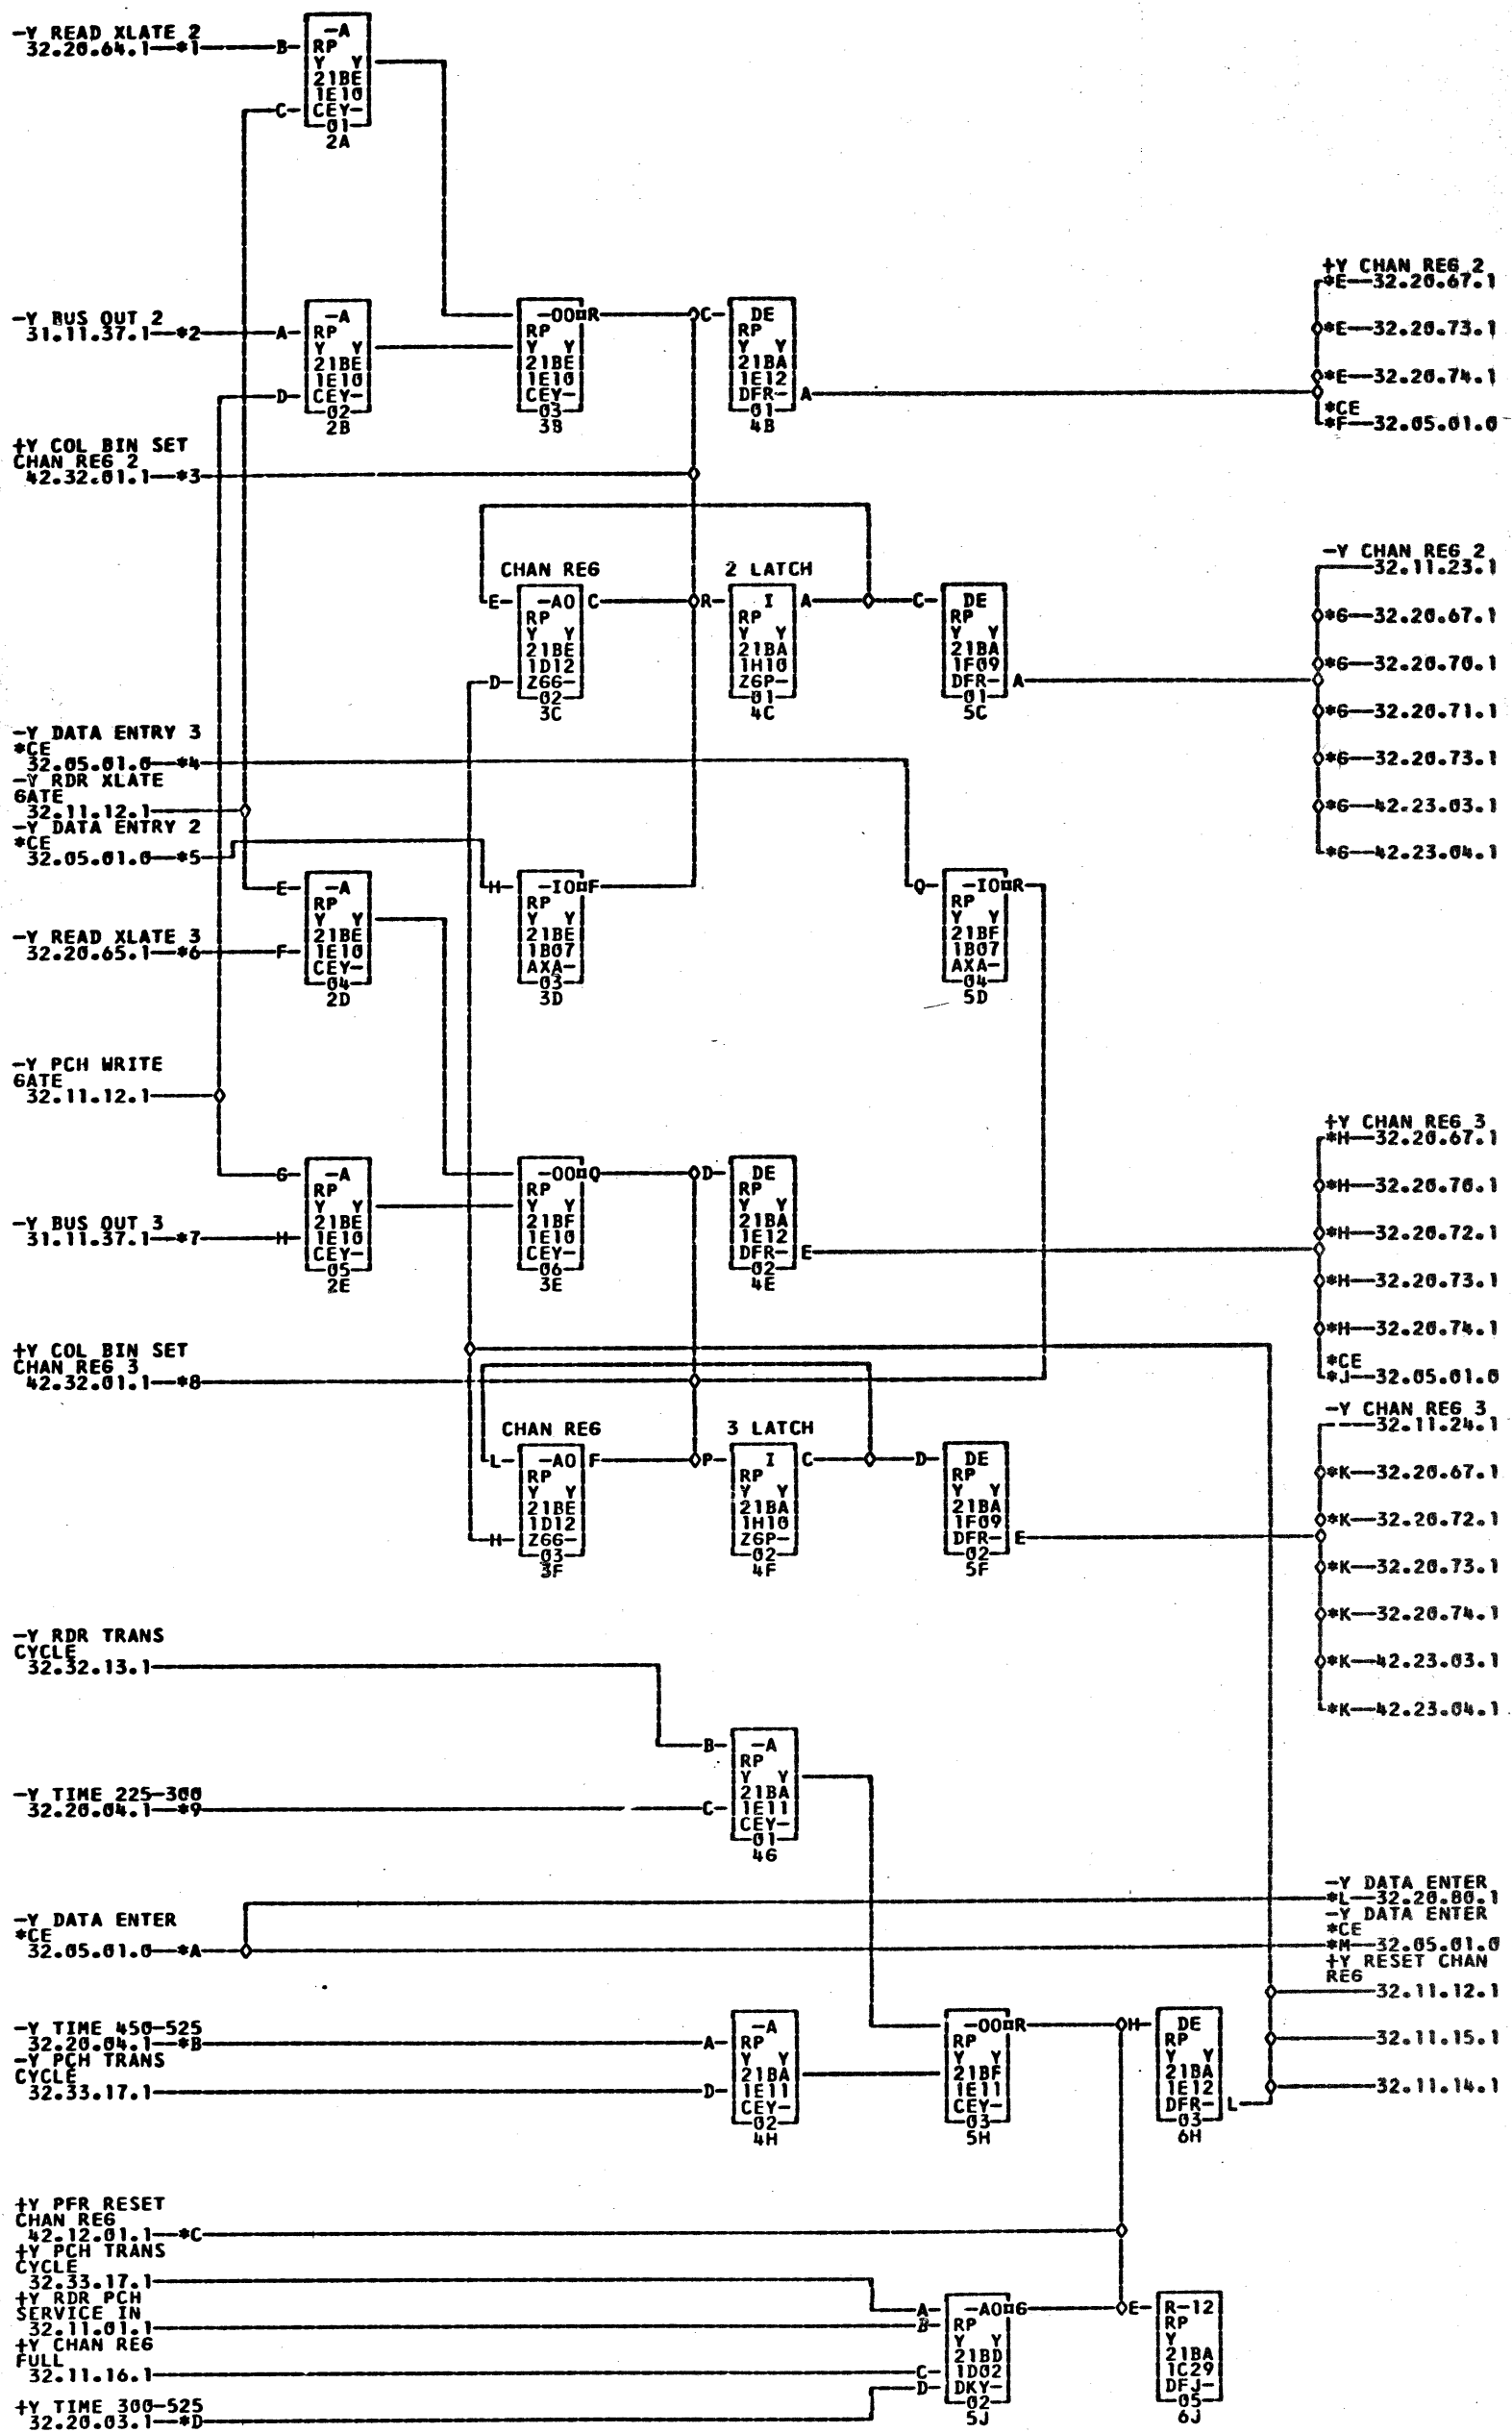 -Y READ XLATE 2
32.20.64.1—*1 B- -A
RP
Y Y
21BE
1E10
C- CEY-
01
2A
+Y CHAN REG 2
*E—32.20.67.1
-Y BUS OUT 2
31.11.37.1—*2 A- -A
RP
Y Y
21BE
1E10
D- CEY-
02
2B
-OO R
RP
Y Y
21BE
1E10
CEY-
03
3B
C- DE
RP
Y Y
21BA
1E12
DFR- A
01
4B
*E—32.20.73.1
*E—32.20.74.1
*CE
*F—32.05.01.0
+Y COL BIN SET
CHAN REG 2
42.32.01.1—*3
CHAN REG
E- -AO C
RP
Y Y
21BE
1D12
D- Z66-
02
3C
2 LATCH
R- I A
RP
Y Y
21BA
1H10
Z6P-
01
4C
C- DE
RP
Y Y
21BA
1F09
DFR- A
01
5C
-Y CHAN REG 2
32.11.23.1
*G—32.20.67.1
*G—32.20.70.1
*G—32.20.71.1
*G—32.20.73.1
*G—42.23.03.1
*G—42.23.04.1
-Y DATA ENTRY 3
*CE
32.05.01.0—*4
-Y RDR XLATE
GATE
32.11.12.1
-Y DATA ENTRY 2
*CE
32.05.01.0—*5
E- -A
RP
Y Y
21BE
1E10
CEY-
04
2D
H- -IO F
RP
Y Y
21BE
1B07
AXA-
03
3D
Q- -IO R
RP
Y Y
21BF
1B07
AXA-
04
5D
-Y READ XLATE 3
32.20.65.1—*6 F-
-Y PCH WRITE
GATE
32.11.12.1
G- -A
RP
Y Y
21BE
1E10
CEY-
05
2E
-OO Q
RP
Y Y
21BF
1E10
CEY-
06
3E
D- DE
RP
Y Y
21BA
1E12
DFR- E
02
4E
+Y CHAN REG 3
*H—32.20.67.1
*H—32.20.70.1
*H—32.20.72.1
*H—32.20.73.1
*H—32.20.74.1
*CE
*J—32.05.01.0
-Y BUS OUT 3
31.11.37.1—*7 H-
+Y COL BIN SET
CHAN REG 3
42.32.01.1—*8
CHAN REG
L- -AO F
RP
Y Y
21BE
1D12
H- Z66-
03
3F
3 LATCH
P- I C
RP
Y Y
21BA
1H10
Z6P-
02
4F
D- DE
RP
Y Y
21BA
1F09
DFR- E
02
5F
-Y CHAN REG 3
32.11.24.1
*K—32.20.67.1
*K—32.20.72.1
*K—32.20.73.1
*K—32.20.74.1
*K—42.23.03.1
*K—42.23.04.1
-Y RDR TRANS
CYCLE
32.32.13.1
B- -A
RP
Y Y
21BA
1E11
CEY-
01
4G
-Y TIME 225-300
32.20.04.1—*9 C-
-Y DATA ENTER
*CE
32.05.01.0—*A
-Y DATA ENTER
*L—32.20.80.1
-Y DATA ENTER
*CE
*M—32.05.01.0
+Y RESET CHAN
REG
32.11.12.1
32.11.15.1
32.11.14.1
-Y TIME 450-525
32.20.04.1—*B A-
-Y PCH TRANS
CYCLE
32.33.17.1 D-
-A
RP
Y Y
21BA
1E11
CEY-
02
4H
-OO R
RP
Y Y
21BF
1E11
CEY-
03
5H
H- DE
RP
Y Y
21BA
1E12
DFR- L
03
6H
+Y PFR RESET
CHAN REG
42.12.01.1—*C
+Y PCH TRANS
CYCLE
32.33.17.1 A-
+Y RDR PCH
SERVICE IN
32.11.01.1 B-
+Y CHAN REG
FULL
32.11.16.1 C-
+Y TIME 300-525
32.20.03.1—*D D-
-AO G
RP
Y Y
21BD
1D02
DKY-
02
5J
E- R-12
RP
Y
21BA
1C29
DFJ-
05
6J